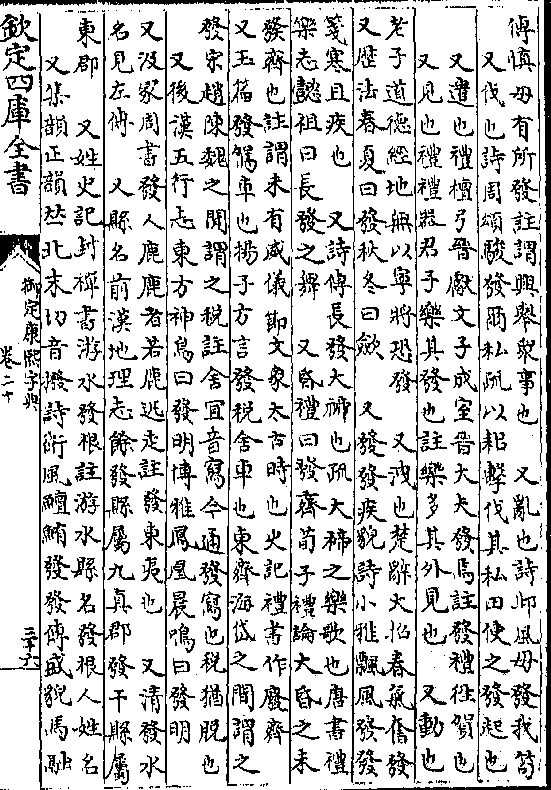 傅愼毋有所發註謂興舉衆事也　又亂也詩邶風毋發我笱
又伐也詩周頌駿發爾私疏以耜擊伐其私田使之發起也
又遣也禮檀弓晉獻文子成室晉大夫發焉註發禮往賀也
又見也禮禮器君子樂其發也註樂多其外見也　又動也
老子道德經地無以寧將恐發　又洩也楚辭大招春氣奮發
又歷法春夏曰發秋冬曰斂　又發發疾貌詩小雅飄風發發
箋寒且疾也　又詩傳長發大禘也疏大禘之樂歌也唐書禮
樂志懿祖曰長發之舞　又昏禮曰發齊荀子禮論大昏之未
發齊也註謂未有威儀節文象太古時也史記禮書作廢齊
又玉篇發駕車也揚子方言發稅舍車也東齊海岱之閒謂之
發宋趙陳魏之閒謂之稅註舍宜音寫今通發寫也稅猶脫也
又後漢五行志東方神鳥曰發明博雅鳳凰晨鳴曰發明
又汲冢周書發人鹿鹿者若鹿迅走註發東夷也　又淸發水
名見左傳　又縣名前漢地理志餘發縣屬九眞郡發干縣屬
東郡　又姓史記封禪書游水發根註游水縣名發根人姓名
又集韻正韻𠀤北末切音撥詩衞風鱣鮪發發傳盛貌馬融
欽定四庫全書
御定康熙字典
卷二十
三十六